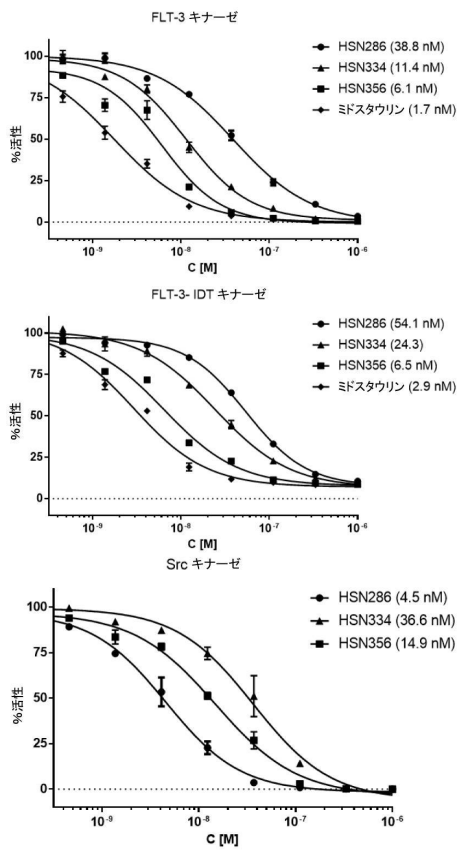 FLT-3 キナーゼ
HSN286 (38.8 nM)
HSN334 (11.4 nM)
HSN356 (6.1 nM)
ミドスタウリン (1.7 nM)
%活性
100
75
50
25
0
10⁻⁹
10⁻⁸
10⁻⁷
10⁻⁶
C [M]
FLT-3- IDT キナーゼ
HSN286 (54.1 nM)
HSN334 (24.3)
HSN356 (6.5 nM)
ミドスタウリン (2.9 nM)
%活性
100
75
50
25
0
10⁻⁹
10⁻⁸
10⁻⁷
10⁻⁶
C [M]
Src キナーゼ
HSN286 (4.5 nM)
HSN334 (36.6 nM)
HSN356 (14.9 nM)
%活性
100
75
50
25
0
10⁻⁹
10⁻⁸
10⁻⁷
10⁻⁶
C [M]